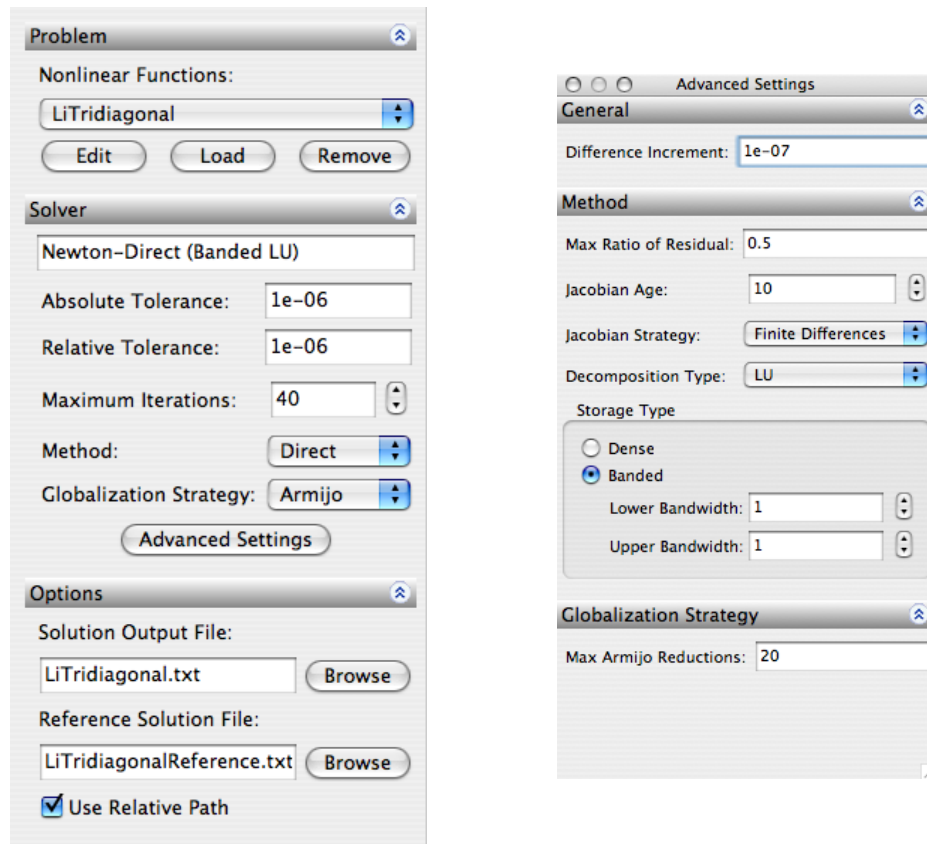 Problem
Nonlinear Functions:
LiTridiagonal
Edit Load Remove
Solver
Newton-Direct (Banded LU)
Absolute Tolerance: 1e-06
Relative Tolerance: 1e-06
Maximum Iterations: 40
Method: Direct
Globalization Strategy: Armijo
Advanced Settings
Options
Solution Output File:
LiTridiagonal.txt Browse
Reference Solution File:
LiTridiagonalReference.txt Browse
Use Relative Path
Advanced Settings
General
Difference Increment: 1e-07
Method
Max Ratio of Residual: 0.5
Jacobian Age: 10
Jacobian Strategy: Finite Differences
Decomposition Type: LU
Storage Type
Dense
Banded
Lower Bandwidth: 1
Upper Bandwidth: 1
Globalization Strategy
Max Armijo Reductions: 20